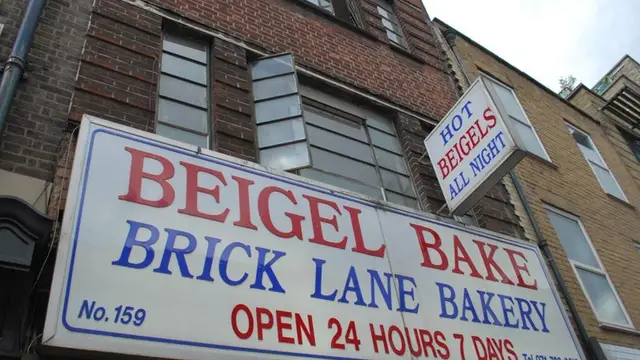 HOT
BEIGELS
ALL NIGHT
BEIGEL BAKE
BRICK LANE BAKERY
No. 159
OPEN 24 HOURS 7 DAYS